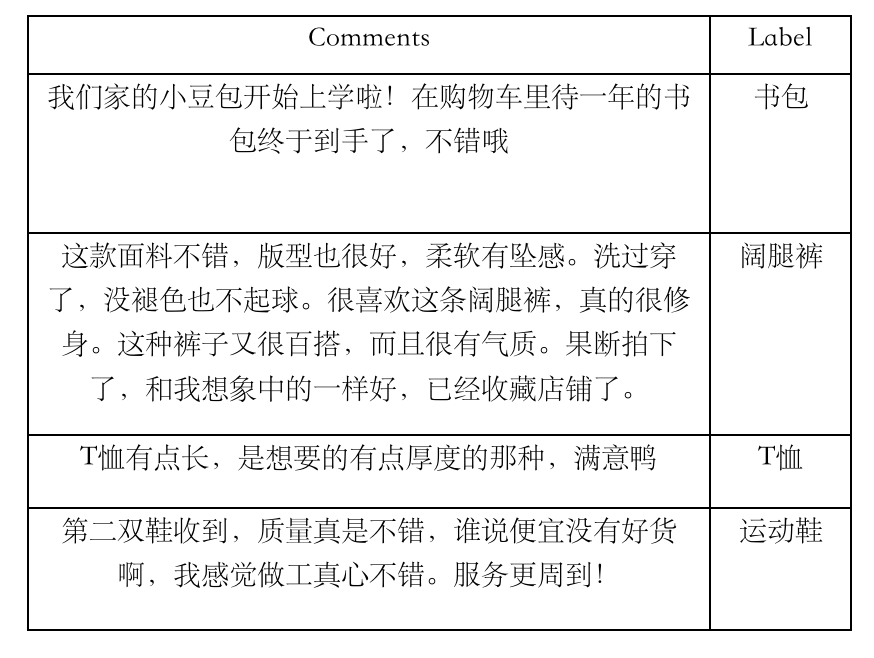 Comments Label
我们家的小豆包开始上学啦！在购物车里待一年的书 书包
包终于到手了，不错哦
这款面料不错，版型也很好，柔软有坠感。洗过穿 阔腿裤
了，没褪色也不起球。很喜欢这条阔腿裤，真的很修
身。这种裤子又很百搭，而且很有气质。果断拍下
了，和我想象中的一样好，已经收藏店铺了。
T恤有点长，是想要的有点厚度的那种，满意鸭 T恤
第二双鞋收到，质量真是不错，谁说便宜没有好货 运动鞋
啊，我感觉做工真心不错。服务更周到！